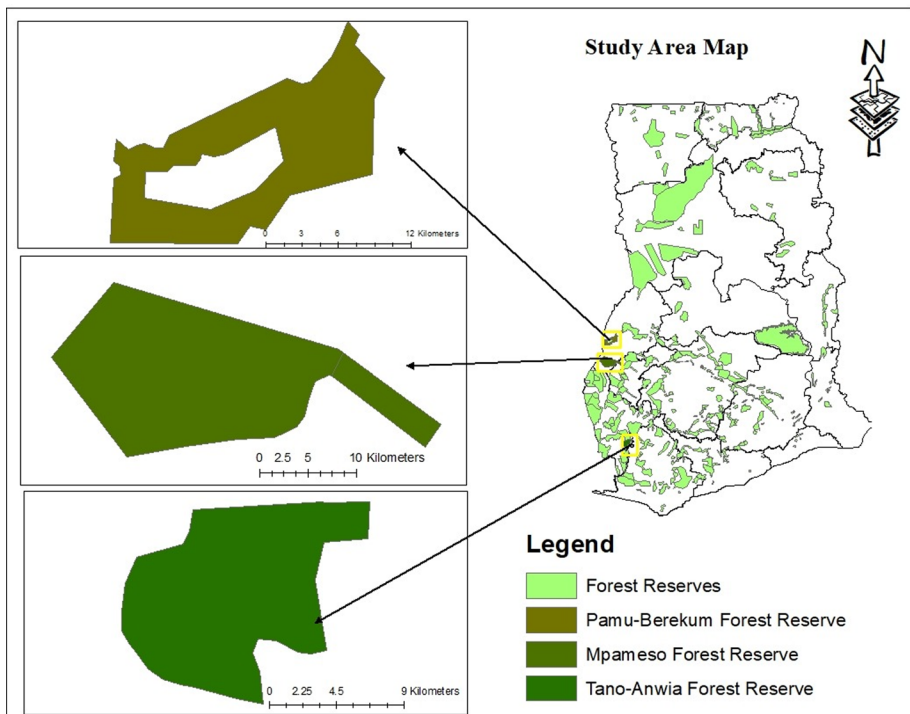 Study Area Map
N
0 3 6 12 Kilometers
0 2.5 5 10 Kilometers
0 2.25 4.5 9 Kilometers
Legend
Forest Reserves
Pamu-Berekum Forest Reserve
Mpameso Forest Reserve
Tano-Anwia Forest Reserve